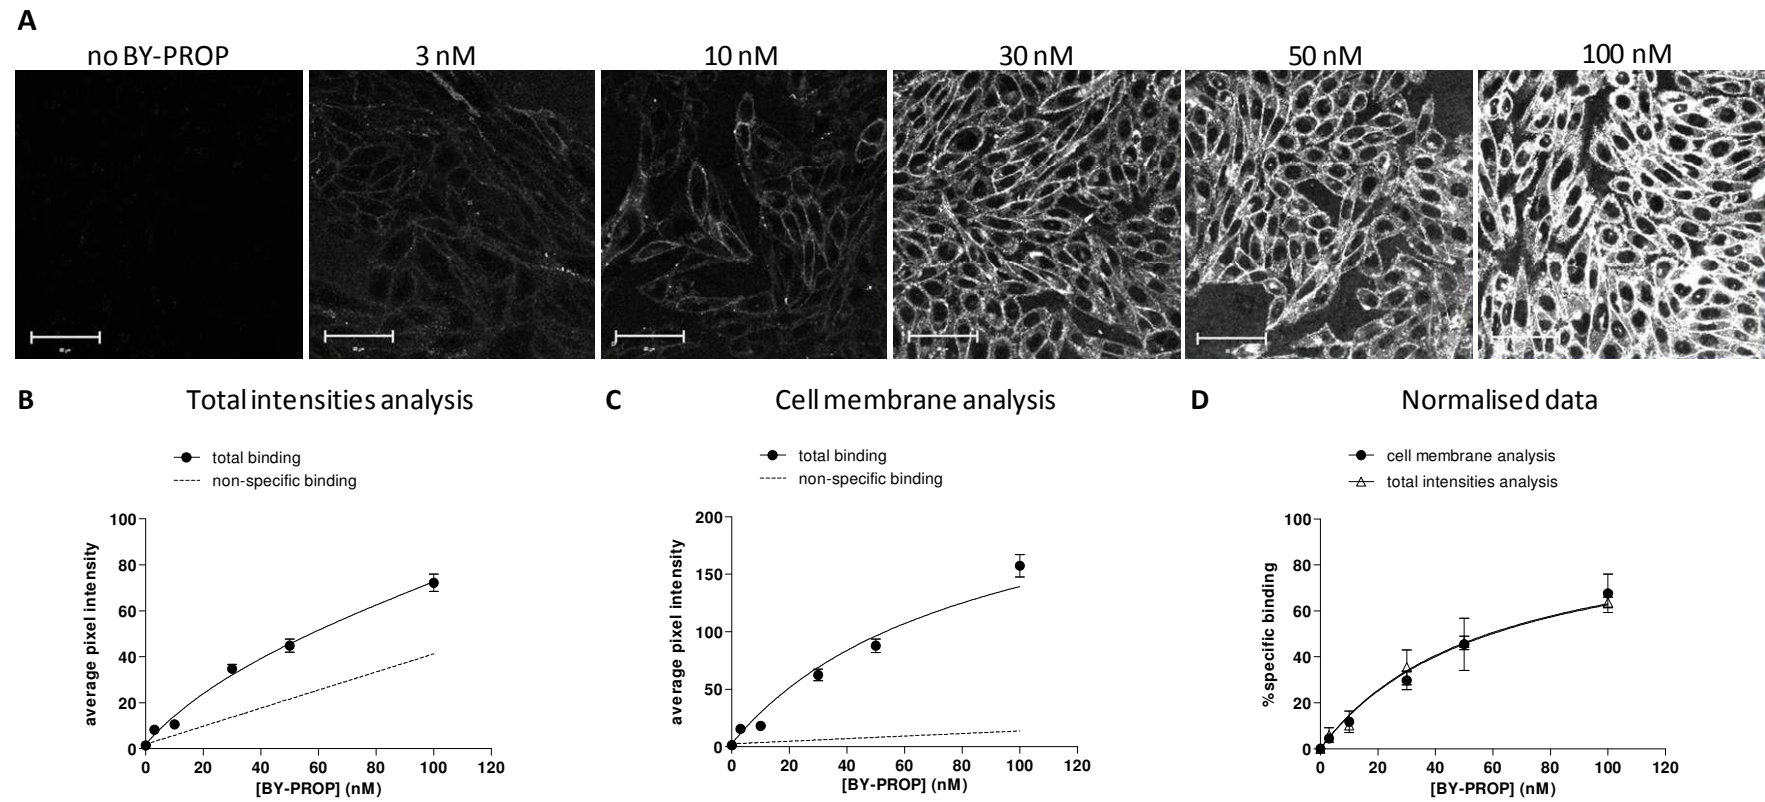 A
no BY-PROP 3 nM 10 nM 30 nM 50 nM 100 nM
B Total intensities analysis
total binding
non-specific binding
average pixel intensity
100
80
60
40
20
0
0 20 40 60 80 100 120
[BY-PROP] (nM)
C Cell membrane analysis
total binding
non-specific binding
average pixel intensity
200
150
100
50
0
0 20 40 60 80 100 120
[BY-PROP] (nM)
D Normalised data
cell membrane analysis
total intensities analysis
%specific binding
100
80
60
40
20
0
0 20 40 60 80 100 120
[BY-PROP] (nM)